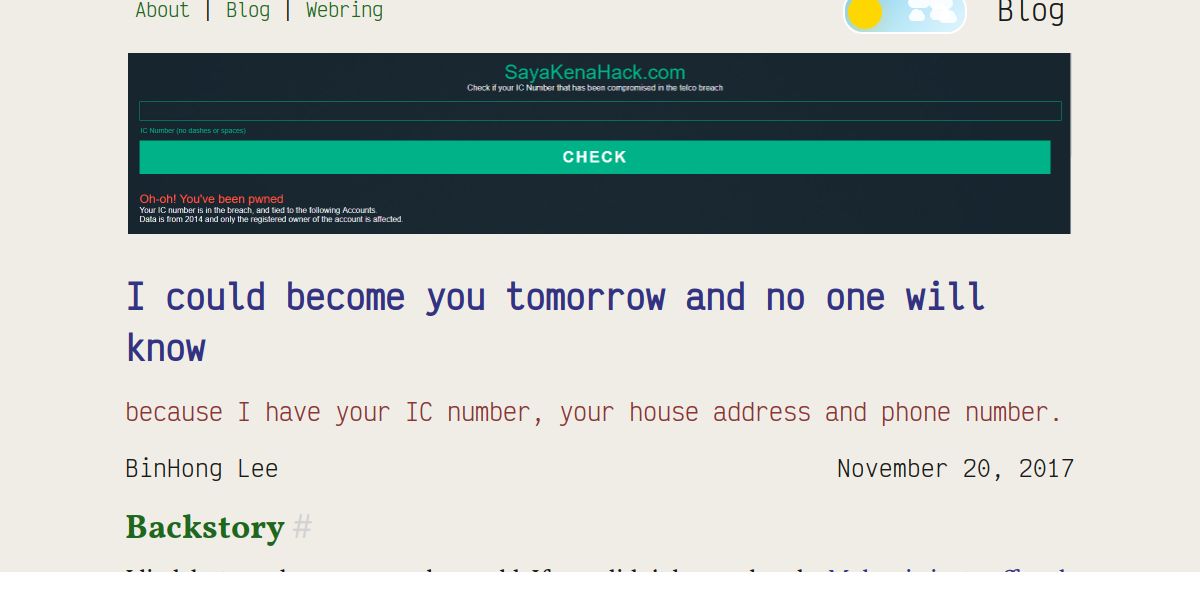 About | Blog | Webring
Blog
SayaKenaHack.com
Check if your IC Number that has been compromised in the telco breach
IC Number (no dashes or spaces)
CHECK
Oh-oh! You've been pwned
Your IC number is in the breach, and tied to the following Accounts.
Data is from 2014 and only the registered owner of the account is affected.
I could become you tomorrow and no one will
know
because I have your IC number, your house address and phone number.
BinHong Lee
November 20, 2017
Backstory #